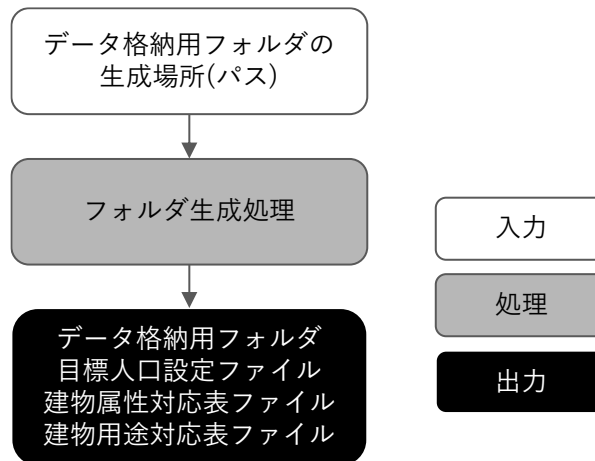 データ格納用フォルダの
生成場所(パス)
フォルダ生成処理
データ格納用フォルダ
目標人口設定ファイル
建物属性対応表ファイル
建物用途対応表ファイル
入力
処理
出力